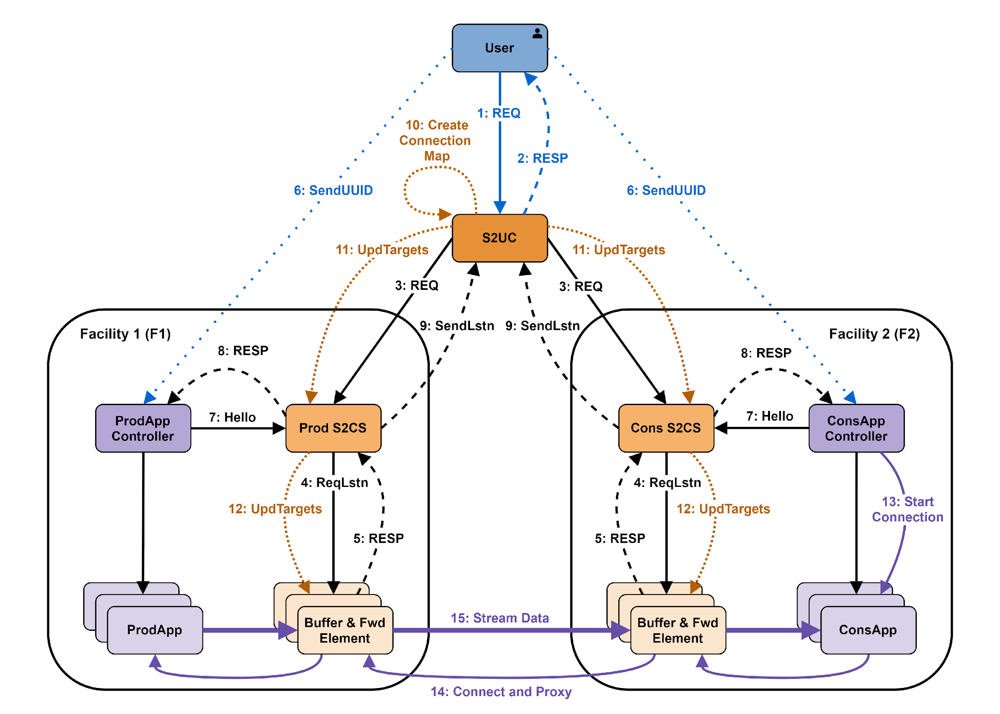 User
1: REQ
10: Create
Connection
Map
2: RESP
6: SendUUID
6: SendUUID
S2UC
11: UpdTargets
11: UpdTargets
3: REQ
3: REQ
9: SendLstn
9: SendLstn
Facility 1 (F1)
Facility 2 (F2)
8: RESP
8: RESP
7: Hello
7: Hello
ProdApp
Controller
Prod S2CS
Cons S2CS
ConsApp
Controller
4: ReqLstn
4: ReqLstn
12: UpdTargets
12: UpdTargets
13: Start
Connection
5: RESP
5: RESP
15: Stream Data
ProdApp
Buffer & Fwd
Element
Buffer & Fwd
Element
ConsApp
14: Connect and Proxy